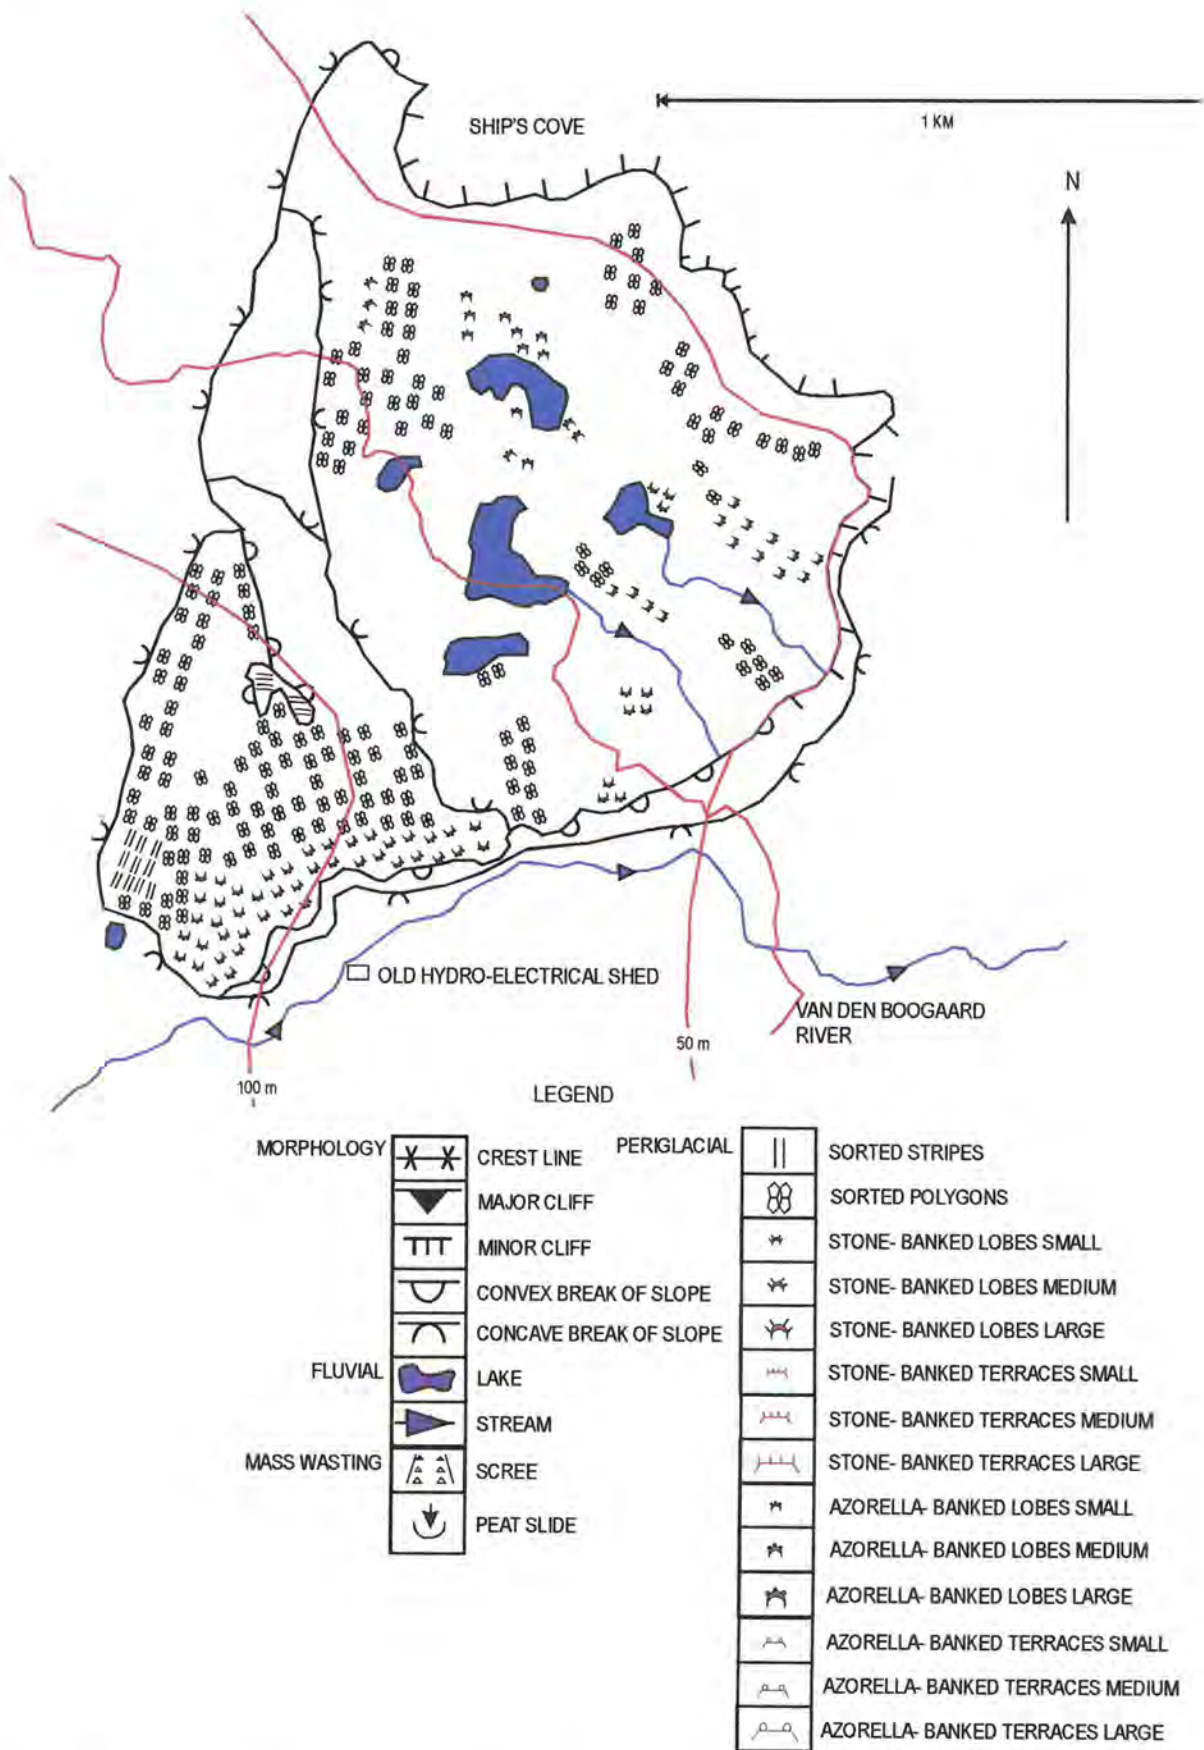 SHIP'S COVE
1 KM
N
OLD HYDRO-ELECTRICAL SHED
VAN DEN BOOGAARD
RIVER
50 m
100 m
LEGEND
MORPHOLOGY
CREST LINE
MAJOR CLIFF
MINOR CLIFF
CONVEX BREAK OF SLOPE
CONCAVE BREAK OF SLOPE
FLUVIAL
LAKE
STREAM
MASS WASTING
SCREE
PEAT SLIDE
PERIGLACIAL
SORTED STRIPES
SORTED POLYGONS
STONE- BANKED LOBES SMALL
STONE- BANKED LOBES MEDIUM
STONE- BANKED LOBES LARGE
STONE- BANKED TERRACES SMALL
STONE- BANKED TERRACES MEDIUM
STONE- BANKED TERRACES LARGE
AZORELLA- BANKED LOBES SMALL
AZORELLA- BANKED LOBES MEDIUM
AZORELLA- BANKED LOBES LARGE
AZORELLA- BANKED TERRACES SMALL
AZORELLA- BANKED TERRACES MEDIUM
AZORELLA- BANKED TERRACES LARGE